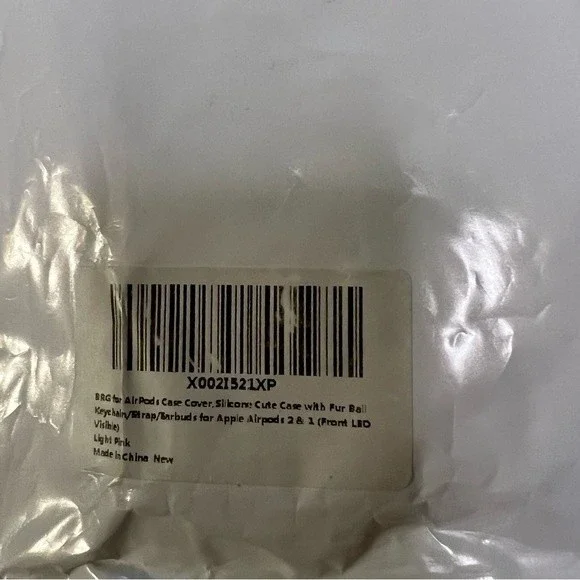 X002I521XP
BRG for AirPods Case Cover, Silicone Cute Case with Fur Ball
Keychain/Strap/Earbuds for Apple Airpods 2 & 1 (Front LED
Visible)
Light Pink
Made in China New